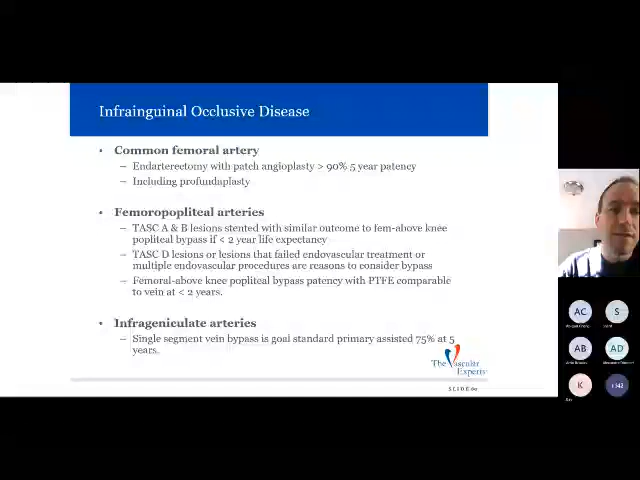 Infrainguinal Occlusive Disease
• Common femoral artery
– Endarterectomy with patch angioplasty > 90% 5 year patency
– Including profundaplasty
• Femoropopliteal arteries
– TASC A & B lesions stented with similar outcome to fem-above knee
popliteal bypass if < 2 year life expectancy
– TASC D lesions or lesions that failed endovascular treatment or
multiple endovascular procedures are reasons to consider bypass
– Femoral-above knee popliteal bypass patency with PTFE comparable
to vein at < 2 years.
• Infrageniculate arteries
– Single segment vein bypass is goal standard primary assisted 75% at 5
years.
The Vascular
Experts
SLIDE
AC
S
AB
AD
K
+142